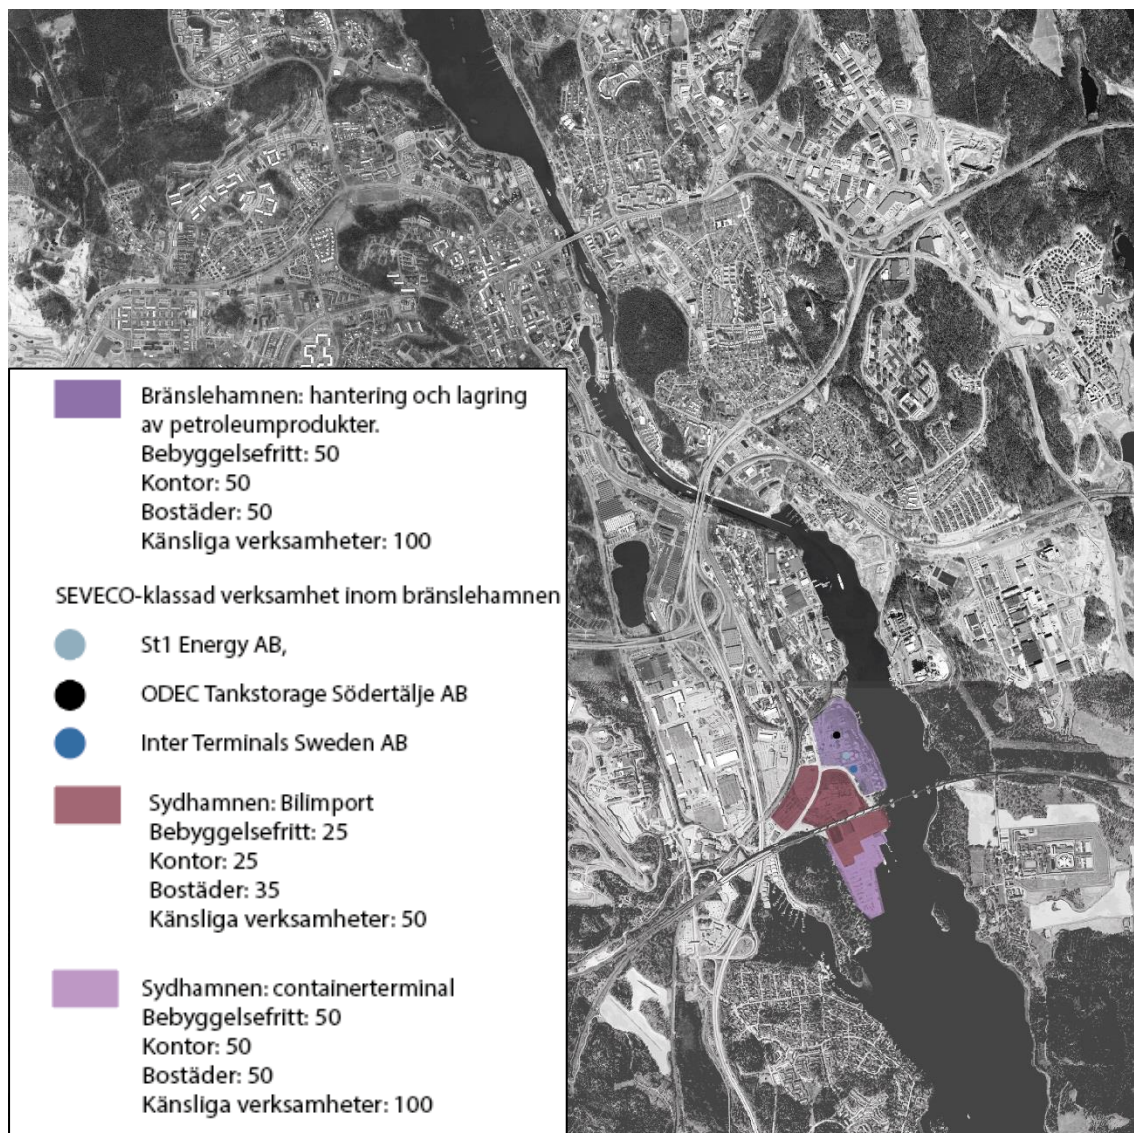 Bränslehamnen: hantering och lagring
av petroleumprodukter.
Bebyggelsefritt: 50
Kontor: 50
Bostäder: 50
Känsliga verksamheter: 100
SEVECO-klassad verksamhet inom bränslehamnen
St1 Energy AB,
ODEC Tankstorage Södertälje AB
Inter Terminals Sweden AB
Sydhamnen: Bilimport
Bebyggelsefritt: 25
Kontor: 25
Bostäder: 35
Känsliga verksamheter: 50
Sydhamnen: containerterminal
Bebyggelsefritt: 50
Kontor: 50
Bostäder: 50
Känsliga verksamheter: 100